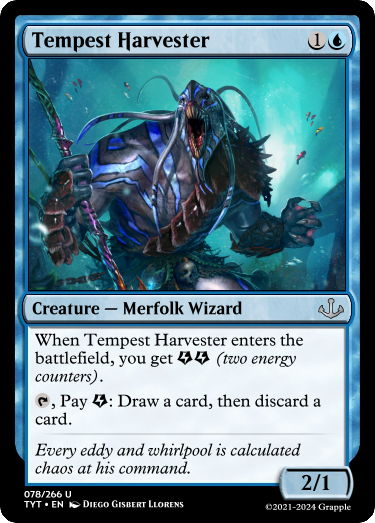 Tempest Harvester 1
Creature — Merfolk Wizard
When Tempest Harvester enters the
battlefield, you get (two energy
counters).
, Pay : Draw a card, then discard a
card.
Every eddy and whirlpool is calculated
chaos at his command.
2/1
078/266 U
TYT • EN Diego Gisbert Llorens
©2021-2024 Grapple